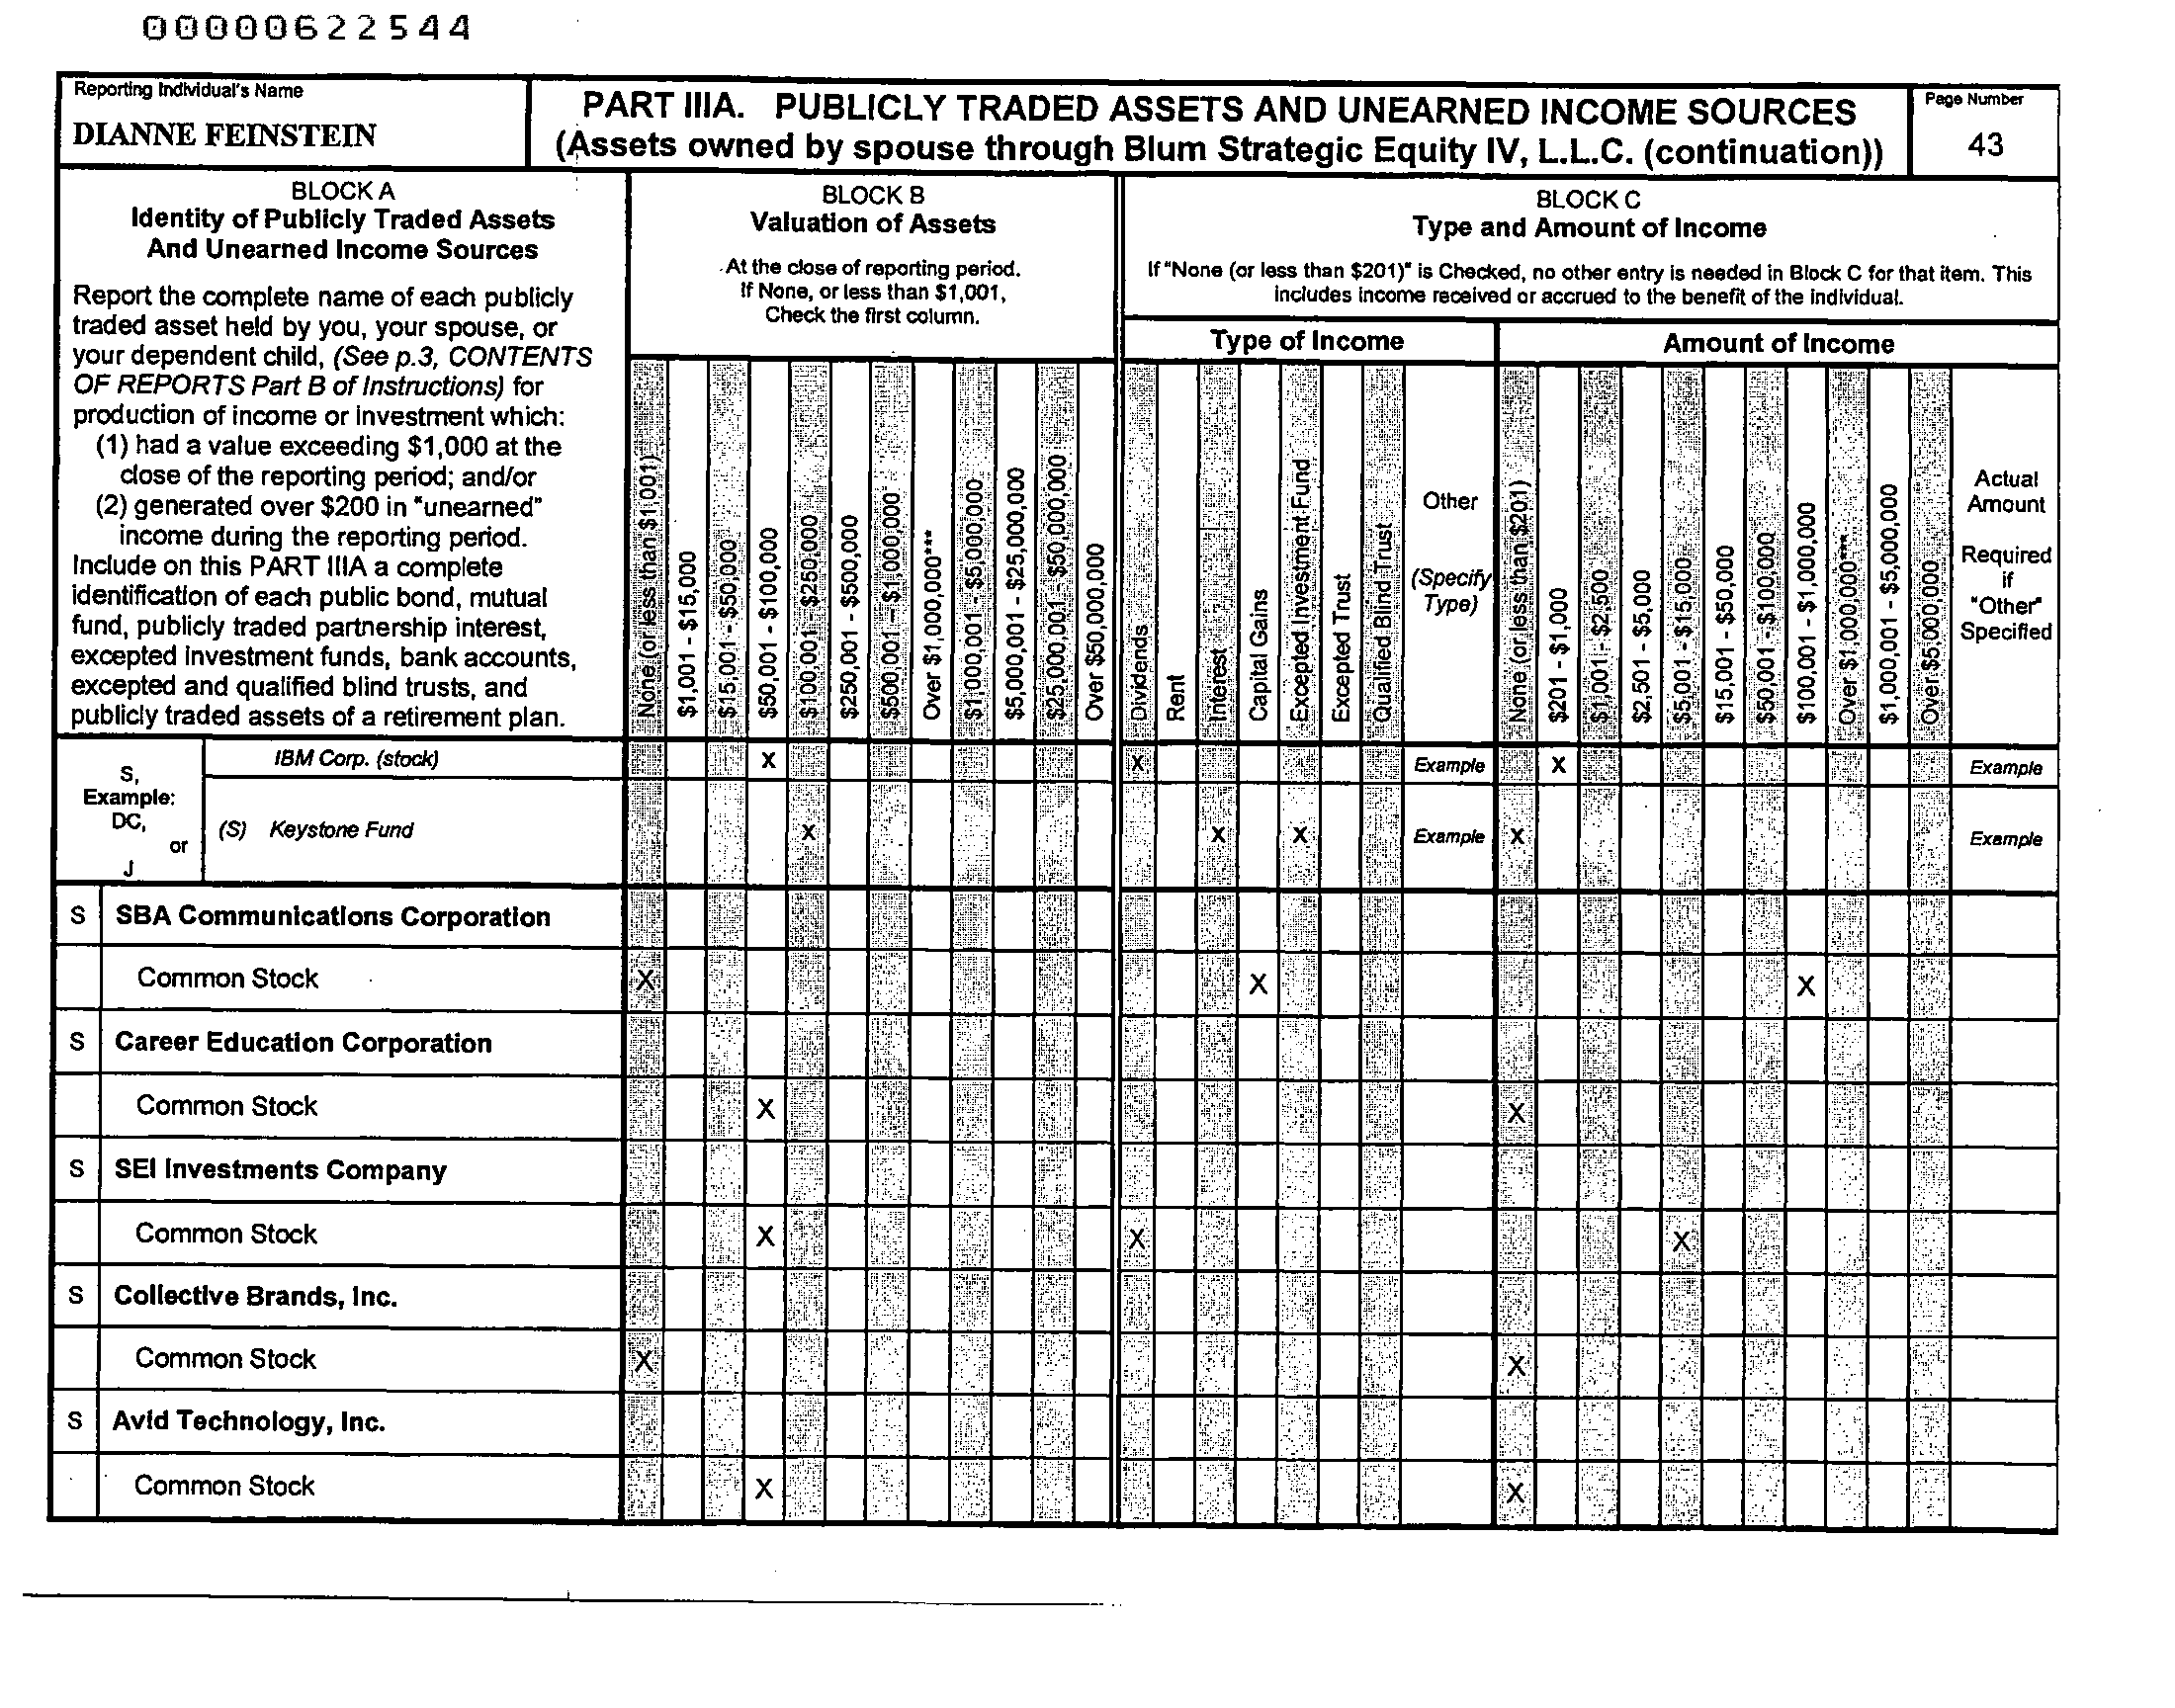 00000622544
Reporting Individual's Name
DIANNE FEINSTEIN
PART IIIA. PUBLICLY TRADED ASSETS AND UNEARNED INCOME SOURCES
(Assets owned by spouse through Blum Strategic Equity IV, L.L.C. (continuation))
Page Number
43
BLOCK A
Identity of Publicly Traded Assets
And Unearned Income Sources
Report the complete name of each publicly
traded asset held by you, your spouse, or
your dependent child, (See p.3, CONTENTS
OF REPORTS Part B of Instructions) for
production of income or investment which:
(1) had a value exceeding $1,000 at the
close of the reporting period; and/or
(2) generated over $200 in "unearned"
income during the reporting period.
Include on this PART IIIA a complete
identification of each public bond, mutual
fund, publicly traded partnership interest,
excepted investment funds, bank accounts,
excepted and qualified blind trusts, and
publicly traded assets of a retirement plan.
BLOCK B
Valuation of Assets
At the close of reporting period.
If None, or less than $1,001,
Check the first column.
None (or less than $1,001)
$1,001 - $15,000
$15,001 - $50,000
$50,001 - $100,000
$100,001 - $250,000
$250,001 - $500,000
$500,001 - $1,000,000
Over $1,000,000***
$1,000,001 - $5,000,000
$5,000,001 - $25,000,000
$25,000,001 - $50,000,000
Over $50,000,000
BLOCK C
Type and Amount of Income
If "None (or less than $201)" is Checked, no other entry is needed in Block C for that item. This
includes income received or accrued to the benefit of the individual.
Type of Income
Amount of Income
Dividends
Rent
Interest
Capital Gains
Excepted Investment Fund
Excepted Trust
Qualified Blind Trust
Other
(Specify
Type)
None (or less than $201)
$201 - $1,000
$1,001 - $2,500
$2,501 - $5,000
$5,001 - $15,000
$15,001 - $50,000
$50,001 - $100,000
$100,001 - $1,000,000
Over $1,000,000***
$1,000,001 - $5,000,000
Over $5,000,000
Actual
Amount
Required
if
"Other"
Specified
S,
Example:
DC,
or
J
IBM Corp. (stock) X X Example X Example
(S) Keystone Fund X X X Example X Example
S SBA Communications Corporation
Common Stock X X X
S Career Education Corporation
Common Stock X X
S SEI Investments Company
Common Stock X X X
S Collective Brands, Inc.
Common Stock X X
S Avid Technology, Inc.
Common Stock X X